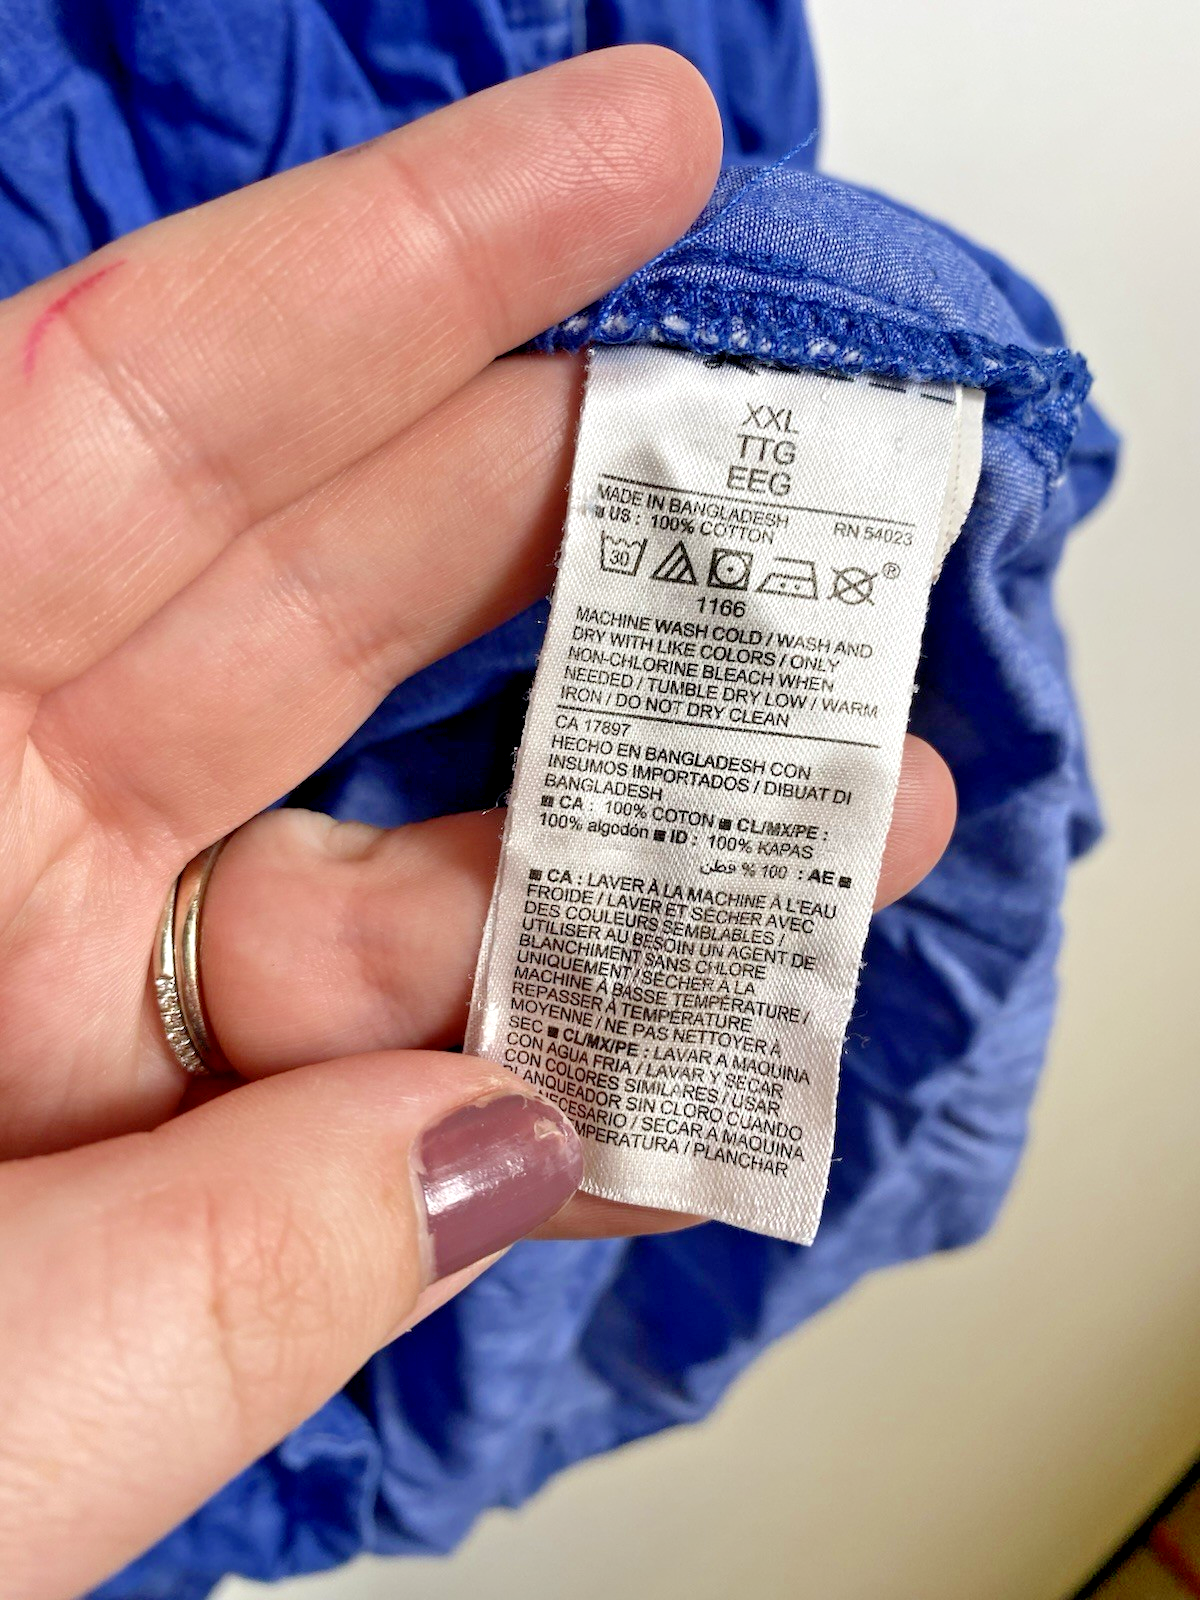 XXL
TTG
EEG
MADE IN BANGLADESH
RN 54023
US : 100% COTTON
30
®
1166
MACHINE WASH COLD / WASH AND
DRY WITH LIKE COLORS / ONLY
NON-CHLORINE BLEACH WHEN
NEEDED / TUMBLE DRY LOW / WARM
IRON / DO NOT DRY CLEAN
CA 17897
HECHO EN BANGLADESH CON
INSUMOS IMPORTADOS / DIBUAT DI
BANGLADESH
■ CA : 100% COTON ■ CL/MX/PE :
100% algodón ■ ID : 100% KAPAS
■ AE : 100 % قطن
■ CA : LAVER À LA MACHINE À L'EAU
FROIDE / LAVER ET SÉCHER AVEC
DES COULEURS SEMBLABLES /
UTILISER AU BESOIN UN AGENT DE
BLANCHIMENT SANS CHLORE
UNIQUEMENT / SÉCHER À LA
MACHINE À BASSE TEMPÉRATURE /
REPASSER À TEMPÉRATURE
MOYENNE / NE PAS NETTOYER À
SEC ■ CL/MX/PE : LAVAR A MAQUINA
CON AGUA FRIA / LAVAR Y SECAR
CON COLORES SIMILARES / USAR
BLANQUEADOR SIN CLORO CUANDO
NECESARIO / SECAR A MAQUINA
TEMPERATURA / PLANCHAR